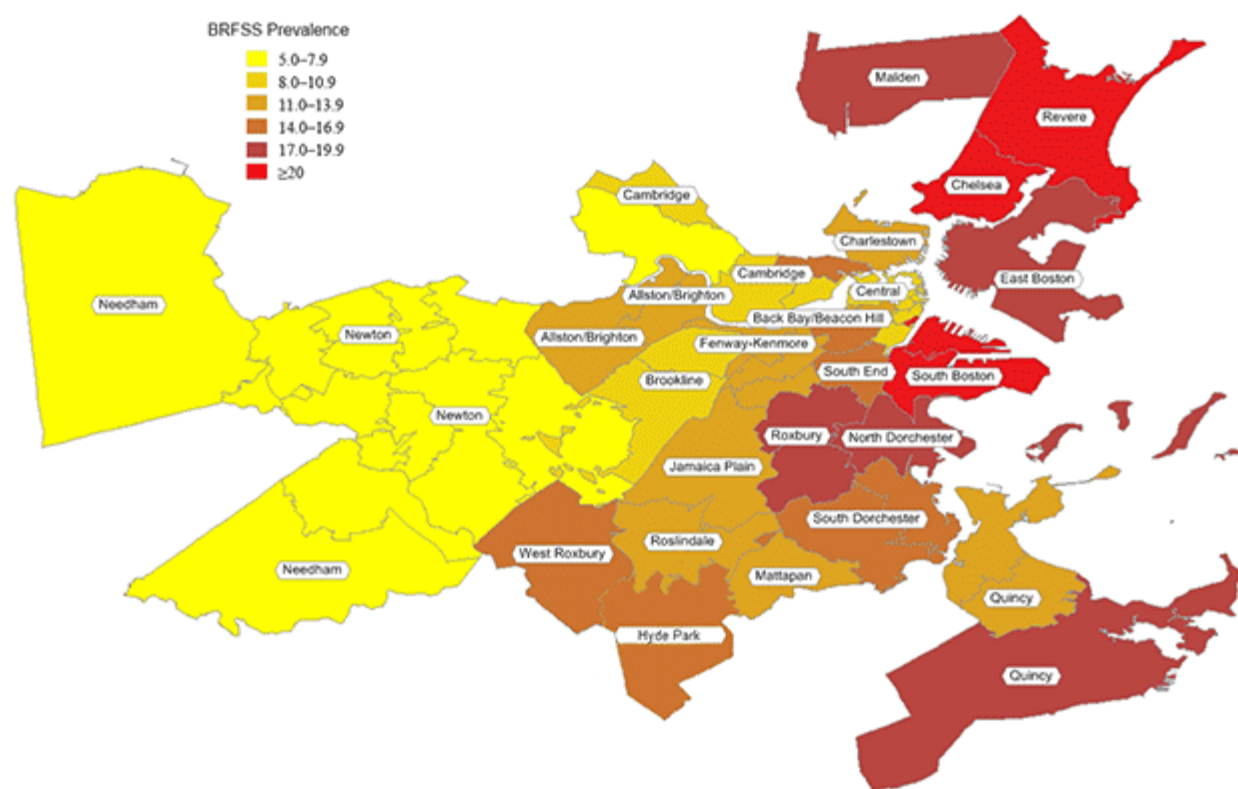 BRFSS Prevalence
5.0–7.9
8.0–10.9
11.0–13.9
14.0–16.9
17.0–19.9
≥20
Malden
Revere
Chelsea
Cambridge
Charlestown
Cambridge
East Boston
Central
Allston/Brighton
Needham
Back Bay/Beacon Hill
Newton
Allston/Brighton
Fenway-Kenmore
South End
South Boston
Brookline
Newton
Roxbury
North Dorchester
Jamaica Plain
South Dorchester
Roslindale
West Roxbury
Needham
Mattapan
Quincy
Hyde Park
Quincy